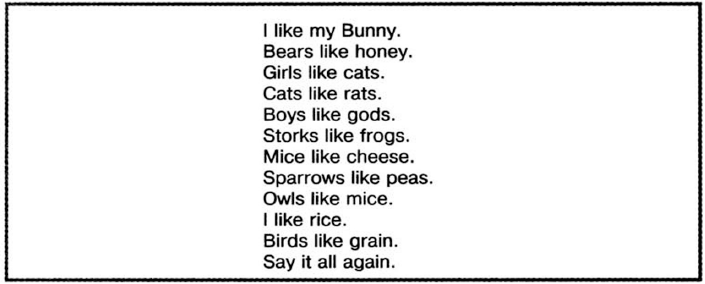 I like my Bunny.
Bears like honey.
Girls like cats.
Cats like rats.
Boys like gods.
Storks like frogs.
Mice like cheese.
Sparrows like peas.
Owls like mice.
I like rice.
Birds like grain.
Say it all again.